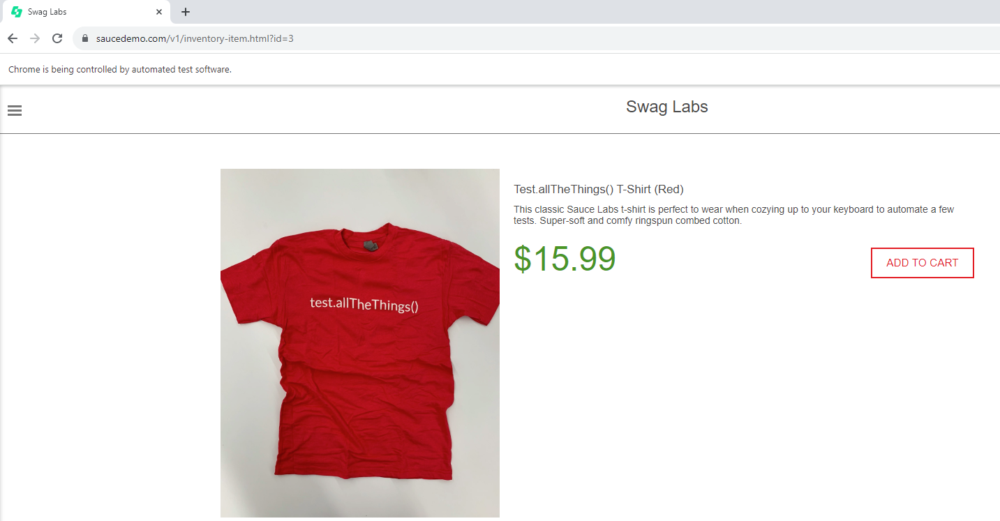 Swag Labs
saucedemo.com/v1/inventory-item.html?id=3
Chrome is being controlled by automated test software.
Swag Labs
test.allTheThings()
Test.allTheThings() T-Shirt (Red)
This classic Sauce Labs t-shirt is perfect to wear when cozying up to your keyboard to automate a few
tests. Super-soft and comfy ringspun combed cotton.
$15.99
ADD TO CART